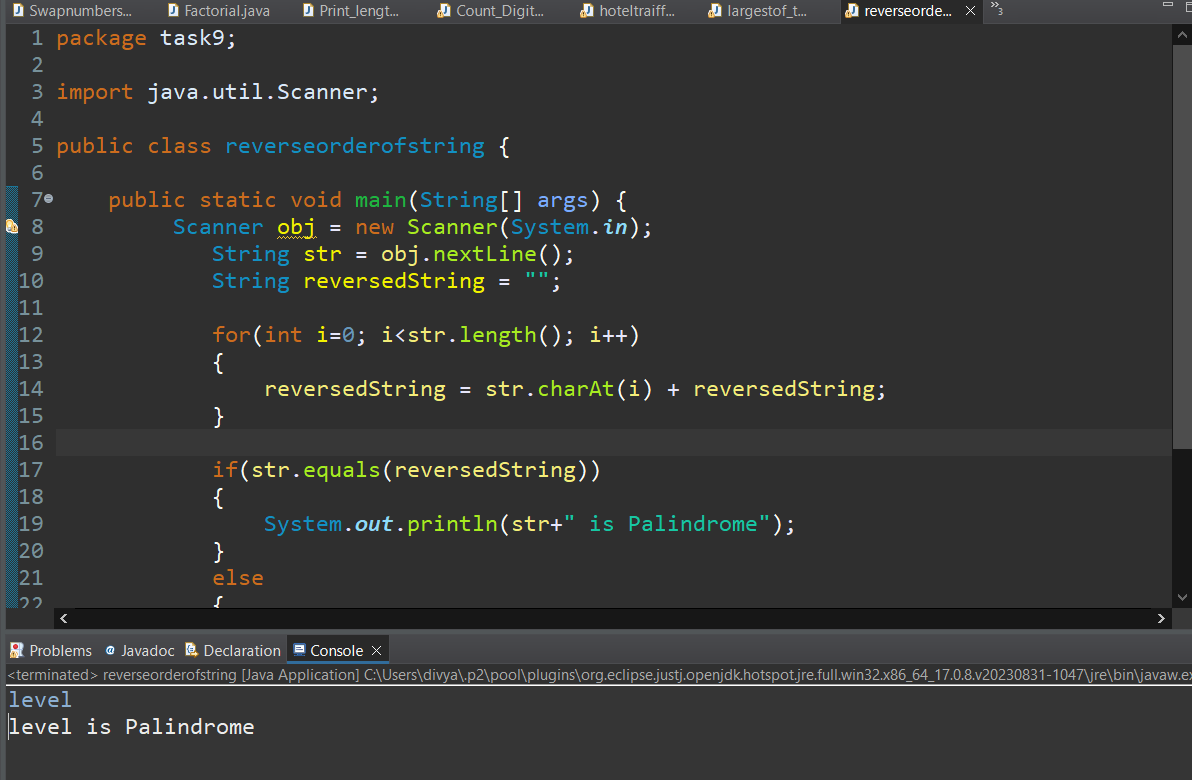 Swapnumbers... Factorial.java Print_lengt... Count_Digit... hoteltraiff... largestof_t... reverseorde... 3
1 package task9;
2
3 import java.util.Scanner;
4
5 public class reverseorderofstring {
6
7 public static void main(String[] args) {
8 Scanner obj = new Scanner(System.in);
9 String str = obj.nextLine();
10 String reversedString = "";
11
12 for(int i=0; i<str.length(); i++)
13 {
14 reversedString = str.charAt(i) + reversedString;
15 }
16
17 if(str.equals(reversedString))
18 {
19 System.out.println(str+" is Palindrome");
20 }
21 else
22 {
Problems Javadoc Declaration Console
<terminated> reverseorderofstring [Java Application] C:\Users\divya\.p2\pool\plugins\org.eclipse.justj.openjdk.hotspot.jre.full.win32.x86_64_17.0.8.v20230831-1047\jre\bin\javaw.ex
level
level is Palindrome